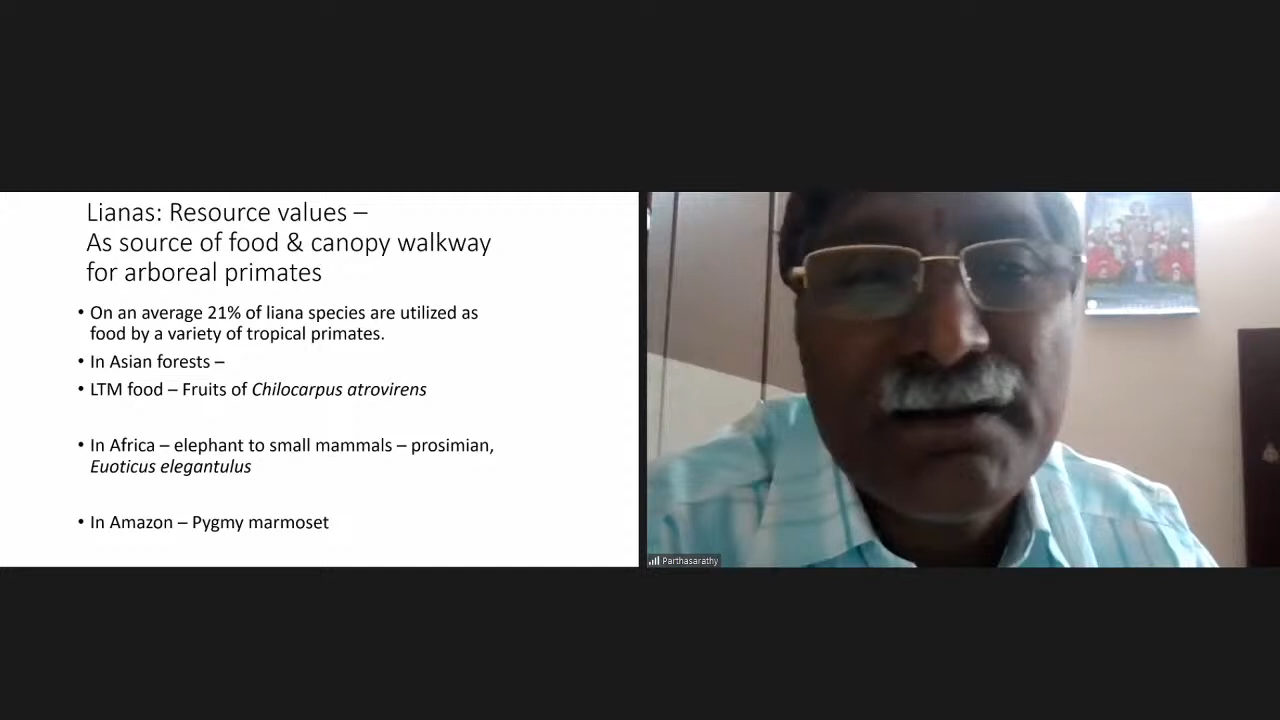 Lianas: Resource values –
As source of food & canopy walkway
for arboreal primates
• On an average 21% of liana species are utilized as
food by a variety of tropical primates.
• In Asian forests –
• LTM food – Fruits of Chilocarpus atrovirens
• In Africa – elephant to small mammals – prosimian,
Euoticus elegantulus
• In Amazon – Pygmy marmoset
Parthasarathy